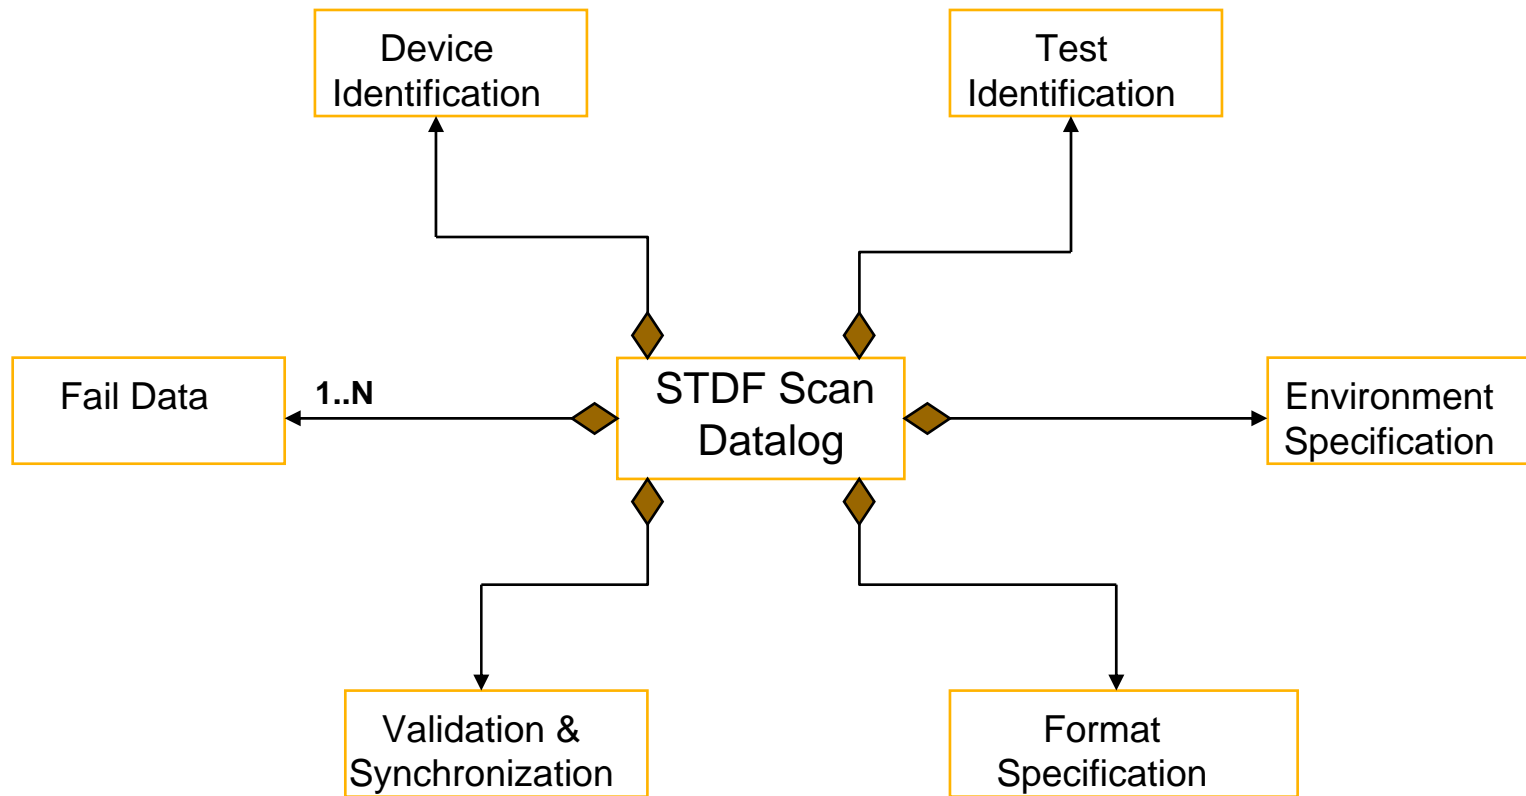 Device
Identification
Test
Identification
Fail Data
1..N
STDF Scan
Datalog
Environment
Specification
Validation &
Synchronization
Format
Specification